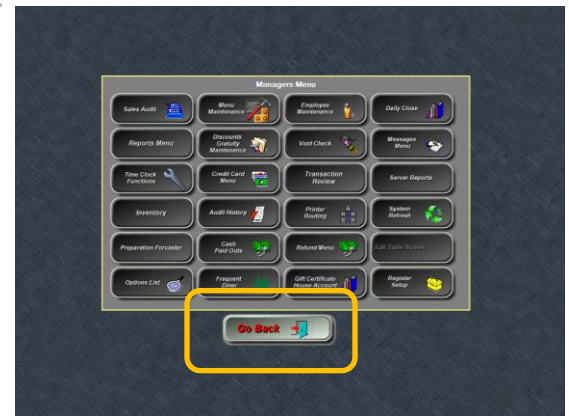 Managers Menu
Sales Audit
Menu
Maintenance
Employee
Maintenance
Daily Close
Reports Menu
Discounts
Gratuity
Maintenance
Void Check
Messages
Menu
Time Clock
Functions
Credit Card
Menu
Transaction
Review
Server Reports
Inventory
Audit History
Printer
Routing
System
Refresh
Preparation Forcaster
Cash
Paid Outs
Refund Menu
Edit Table Screen
Options List
Frequent
Diner
Gift Certificate
House Account
Register
Setup
Go Back